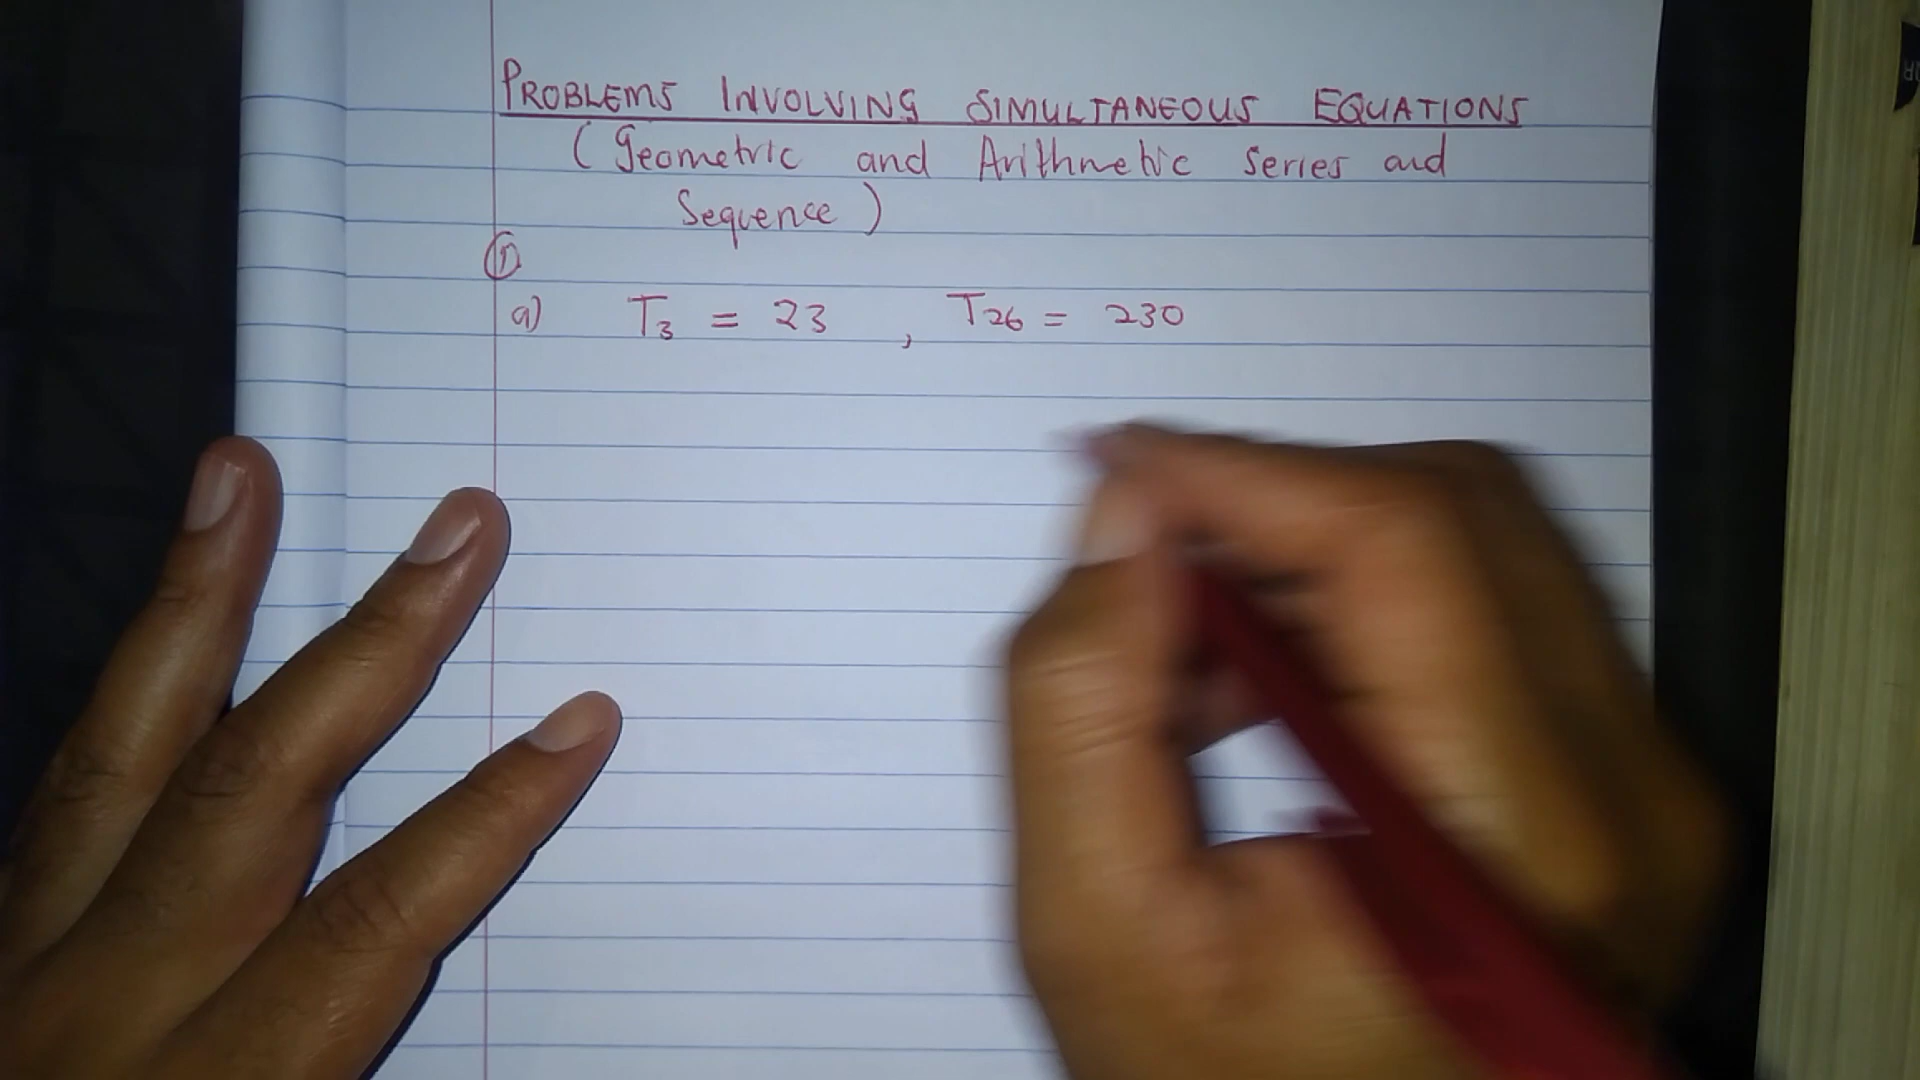 PROBLEMS INVOLVING SIMULTANEOUS EQUATIONS
(Geometric and Arithmetic Series and
Sequence)
①
a) T₃ = 23 , T₂₆ = 230